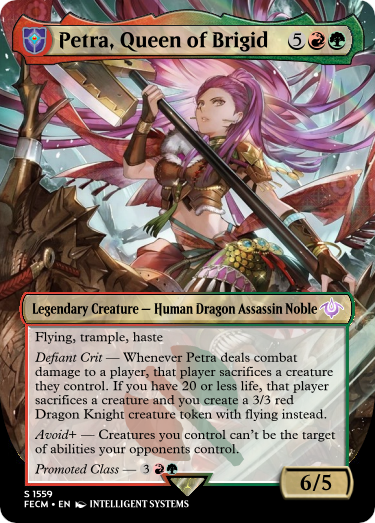 Petra, Queen of Brigid 5
Legendary Creature — Human Dragon Assassin Noble
Flying, trample, haste
Defiant Crit — Whenever Petra deals combat
damage to a player, that player sacrifices a creature
they control. If you have 20 or less life, that player
sacrifices a creature and you create a 3/3 red
Dragon Knight creature token with flying instead.
Avoid+ — Creatures you control can't be the target
of abilities your opponents control.
Promoted Class — 3
6/5
S 1559
FECM • EN INTELLIGENT SYSTEMS